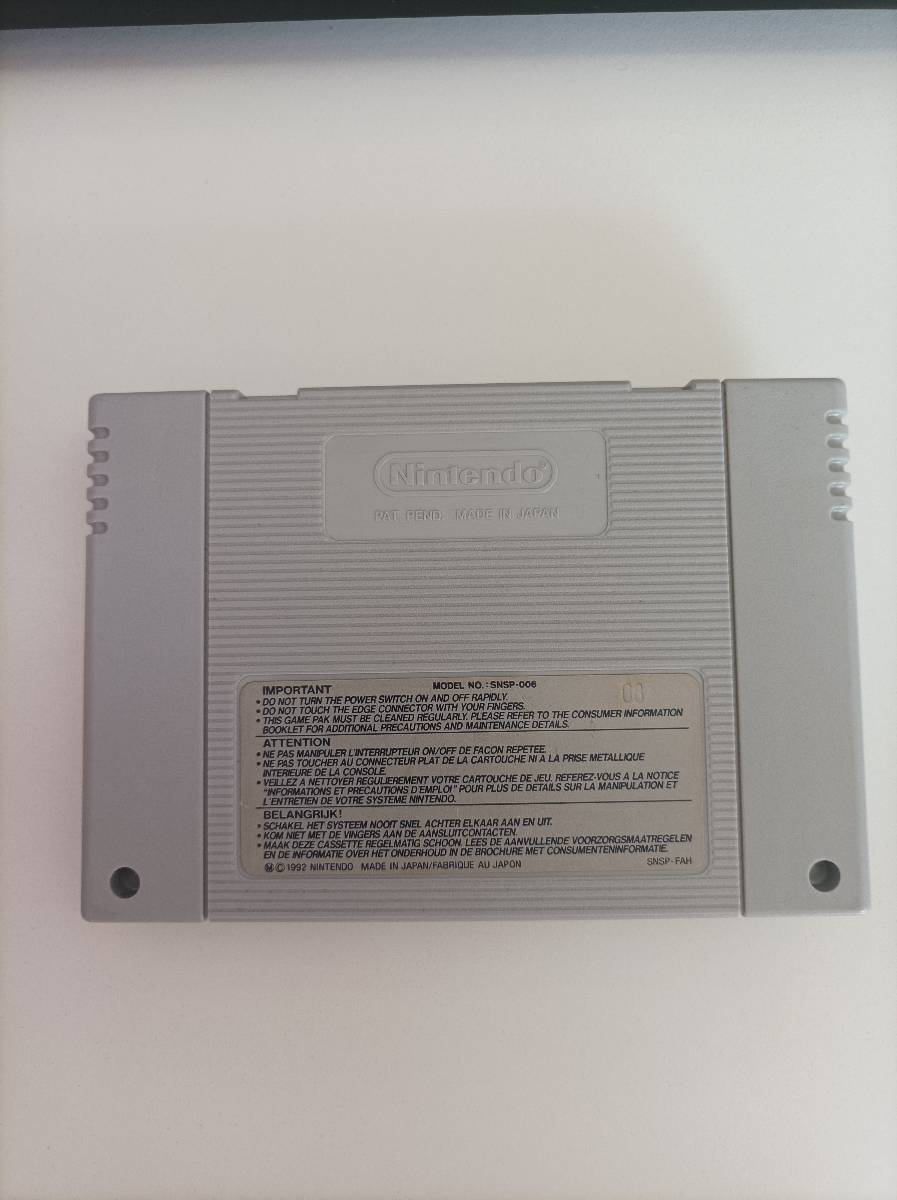 Nintendo®
PAT. PEND. MADE IN JAPAN
IMPORTANT MODEL NO.: SNSP-006 00
• DO NOT TURN THE POWER SWITCH ON AND OFF RAPIDLY.
• DO NOT TOUCH THE EDGE CONNECTOR WITH YOUR FINGERS.
• THIS GAME PAK MUST BE CLEANED REGULARLY. PLEASE REFER TO THE CONSUMER INFORMATION
BOOKLET FOR ADDITIONAL PRECAUTIONS AND MAINTENANCE DETAILS.
ATTENTION
• NE PAS MANIPULER L'INTERRUPTEUR ON/OFF DE FACON REPETEE.
• NE PAS TOUCHER AU CONNECTEUR PLAT DE LA CARTOUCHE NI A LA PRISE METALLIQUE
INTERIEURE DE LA CONSOLE.
• VEILLEZ A NETTOYER REGULIEREMENT VOTRE CARTOUCHE DE JEU. REFEREZ-VOUS A LA NOTICE
"INFORMATIONS ET PRECAUTIONS D'EMPLOI" POUR PLUS DE DETAILS SUR LA MANIPULATION ET
L'ENTRETIEN DE VOTRE SYSTEME NINTENDO.
BELANGRIJK!
• SCHAKEL HET SYSTEEM NOOIT SNEL ACHTER ELKAAR AAN EN UIT.
• KOM NIET MET DE VINGERS AAN DE AANSLUITCONTACTEN.
• MAAK DEZE CASSETTE REGELMATIG SCHOON. LEES DE AANVULLENDE VOORZORGSMAATREGELEN
EN DE INFORMATIE OVER HET ONDERHOUD IN DE BROCHURE MET CONSUMENTENINFORMATIE.
Ⓜ©1992 NINTENDO MADE IN JAPAN/FABRIQUE AU JAPON SNSP-FAH